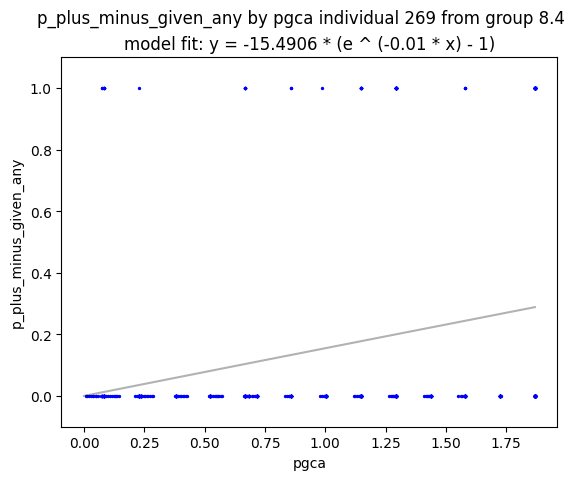 p_plus_minus_given_any by pgca individual 269 from group 8.4
model fit: y = -15.4906 * (e ^ (-0.01 * x) - 1)
1.0
0.8
0.6
0.4
0.2
0.0
p_plus_minus_given_any
0.00 0.25 0.50 0.75 1.00 1.25 1.50 1.75
pgca